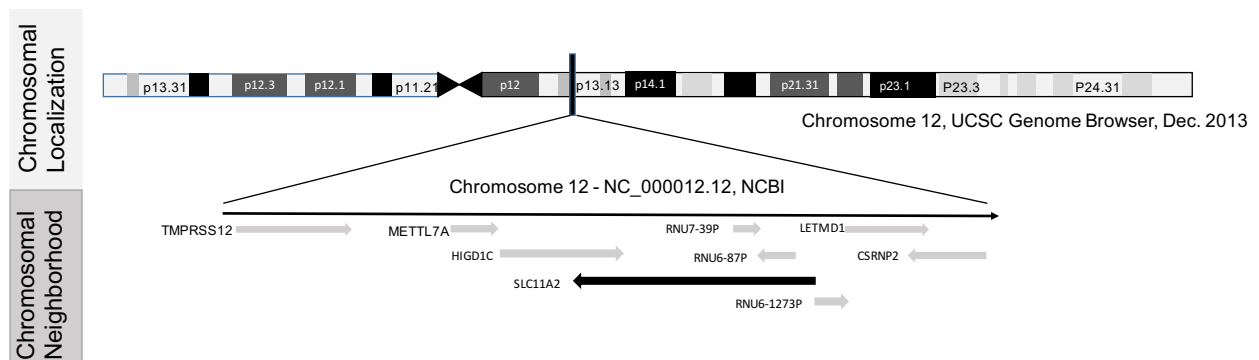 Chromosomal
Localization
p13.31
p12.3
p12.1
p11.21
p12
p13.13
p14.1
p21.31
p23.1
P23.3
P24.31
Chromosome 12, UCSC Genome Browser, Dec. 2013
Chromosomal
Neighborhood
Chromosome 12 - NC_000012.12, NCBI
TMPRSS12
METTL7A
RNU7-39P
LETMD1
HIGD1C
RNU6-87P
CSRNP2
SLC11A2
RNU6-1273P